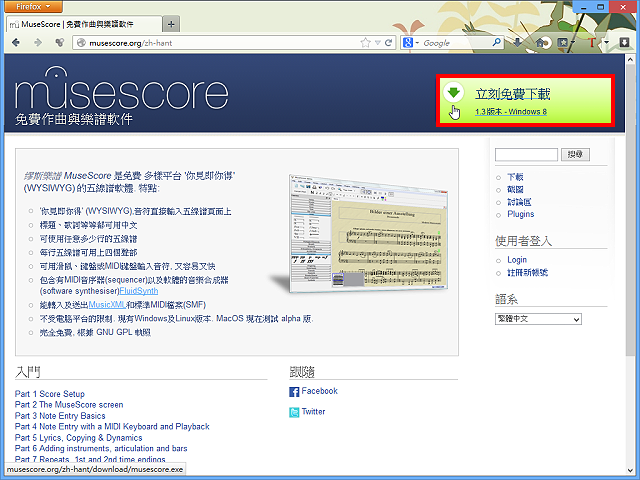 Firefox
MuseScore | 免費作曲與樂譜軟件
musescore.org/zh-hant
Google
musescore
免費作曲與樂譜軟件
立刻免費下載
1.3 版本 - Windows 8
繆斯樂譜 MuseScore 是免費 多樣平台 '你見即你得'
(WYSIWYG) 的五線譜軟體. 特點:
'你見即你得' (WYSIWYG),音符直接輸入五線譜頁面上
標題、歌詞等等都可用中文
可使用任意多少行的五線譜
每行五線譜可用上四個聲部
可用滑鼠、鍵盤或MIDI鍵盤輸入音符, 又容易又快
包含有MIDI音序器(sequencer)以及軟體的音樂合成器
(software synthesiser)FluidSynth
能轉入及送出MusicXML和標準MIDI檔案(SMF)
不受電腦平台的限制. 現有Windows及Linux版本. MacOS 現在測試 alpha 版.
完全免費, 根據 GNU GPL 執照
搜尋
下載
截圖
討論區
Plugins
使用者登入
Login
註冊新帳號
語系
繁體中文
入門
Part 1 Score Setup
Part 2 The MuseScore screen
Part 3 Note Entry Basics
Part 4 Note Entry with a MIDI Keyboard and Playback
Part 5 Lyrics, Copying & Dynamics
Part 6 Adding instruments, articulation and bars
Part 7 Repeats, 1st and 2nd time endings
跟隨
Facebook
Twitter
musescore.org/zh-hant/download/musescore.exe